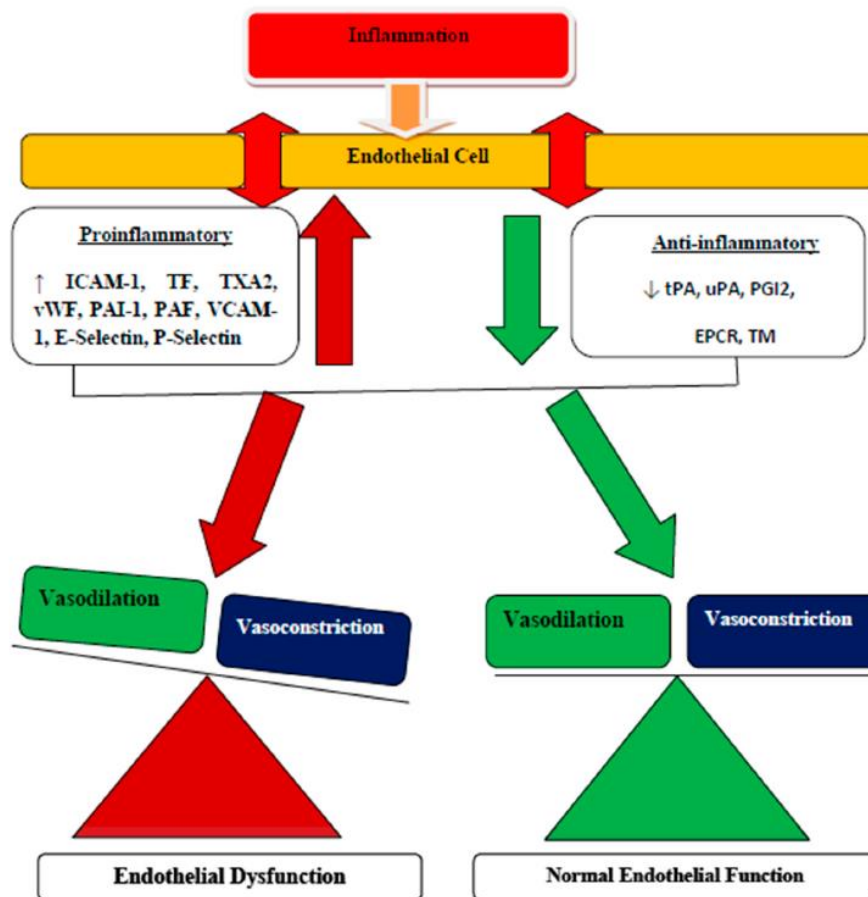 Inflammation
Endothelial Cell
Proinflammatory
↑ ICAM-1, TF, TXA2,
vWF, PAI-1, PAF, VCAM-
1, E-Selectin, P-Selectin
Anti-inflammatory
↓ tPA, uPA, PGI2,
EPCR, TM
Vasodilation
Vasoconstriction
Vasodilation
Vasoconstriction
Endothelial Dysfunction
Normal Endothelial Function